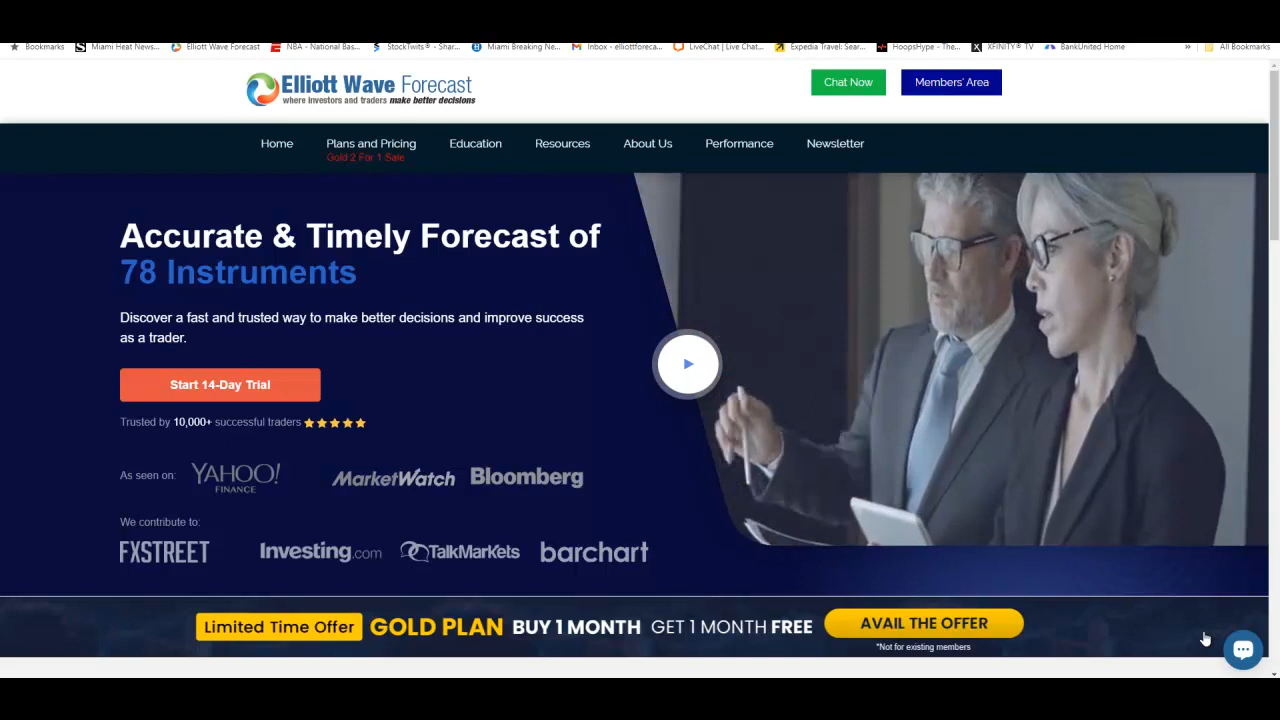 Bookmarks Miami Heat News... Elliott Wave Forecast NBA - National Bas... StockTwits® - Shar... Miami Breaking Ne... Inbox - elliottforeca... LiveChat | Live Chat... Expedia Travel: Sear... HoopsHype - The... XFINITY® TV BankUnited Home » All Bookmarks
Elliott Wave Forecast
where investors and traders make better decisions
Chat Now Members' Area
Home Plans and Pricing Education Resources About Us Performance Newsletter
Gold 2 For 1 Sale
Accurate & Timely Forecast of
78 Instruments
Discover a fast and trusted way to make better decisions and improve success
as a trader.
Start 14-Day Trial
Trusted by 10,000+ successful traders
As seen on: YAHOO! FINANCE MarketWatch Bloomberg
We contribute to:
FXSTREET Investing.com TalkMarkets barchart
Limited Time Offer GOLD PLAN BUY 1 MONTH GET 1 MONTH FREE AVAIL THE OFFER
*Not for existing members